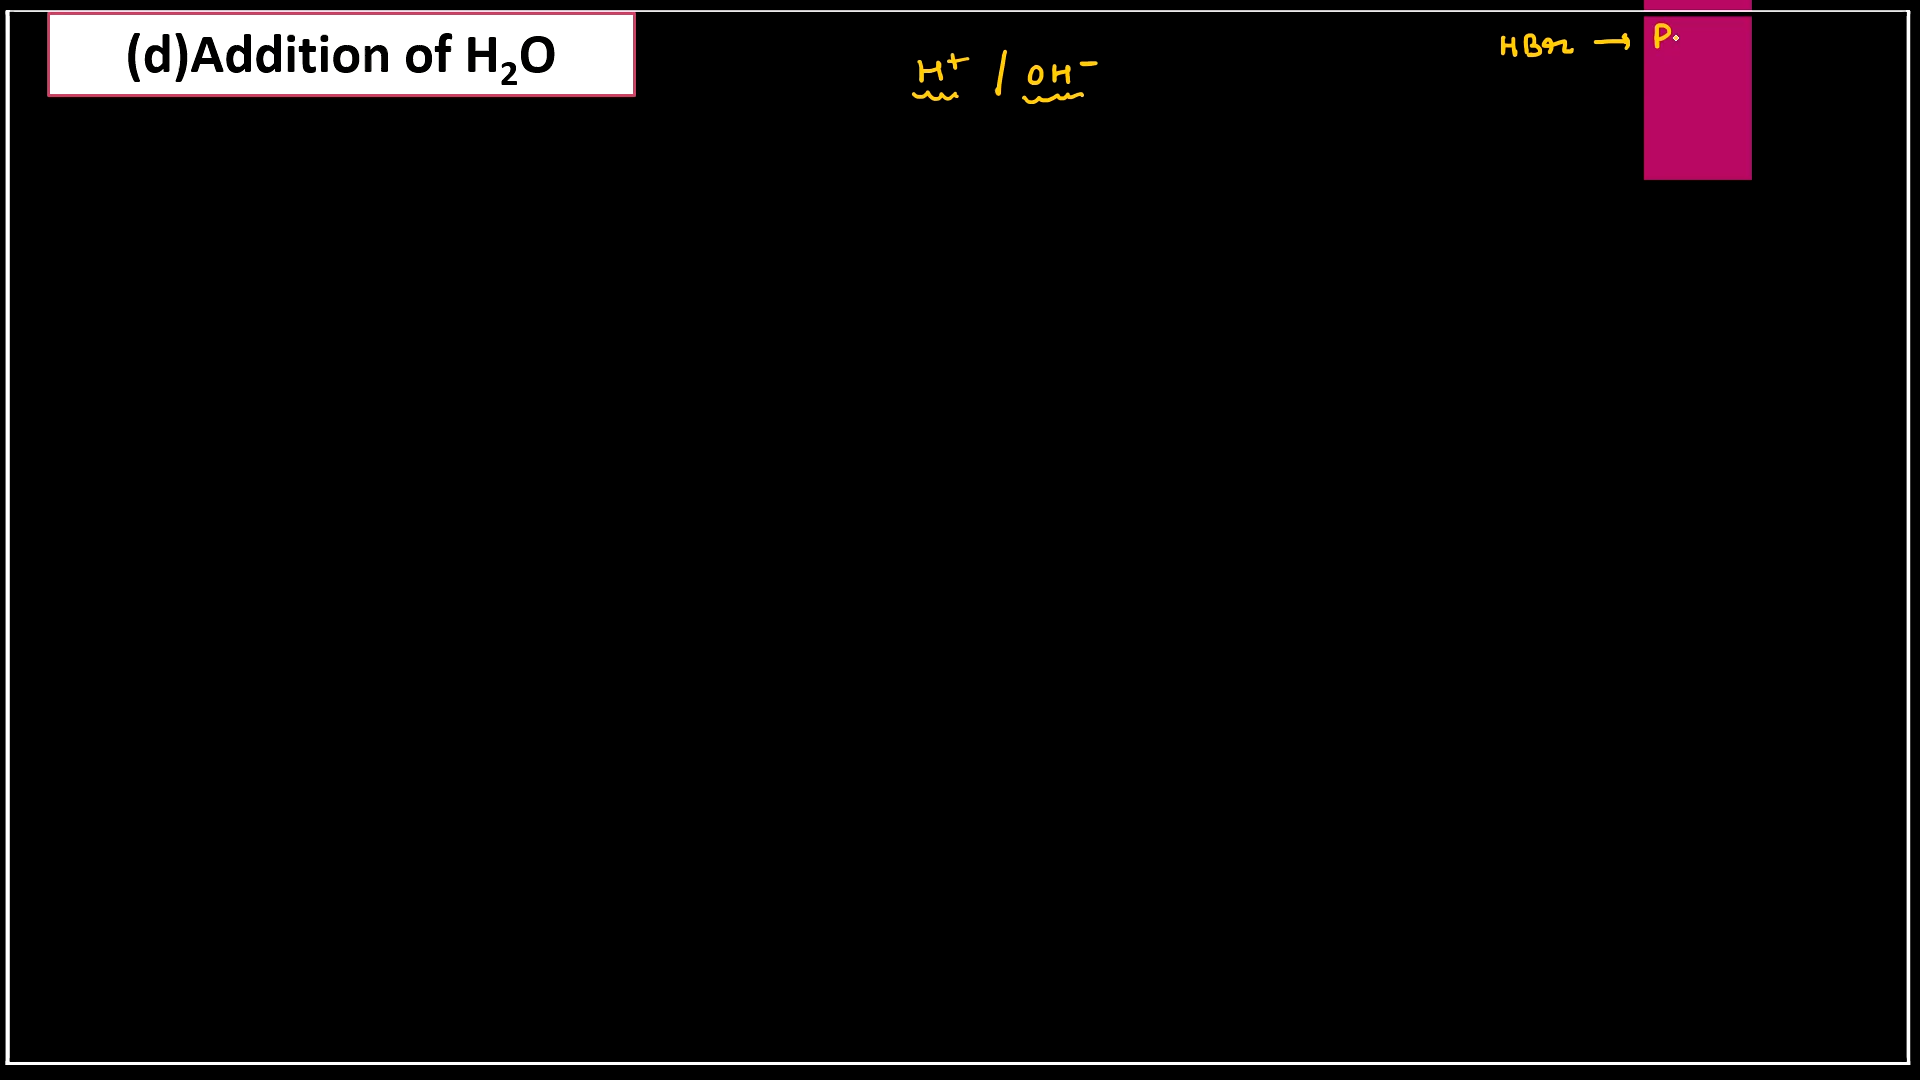 (d)Addition of H₂O
H⁺ / OH⁻
HBr → P.